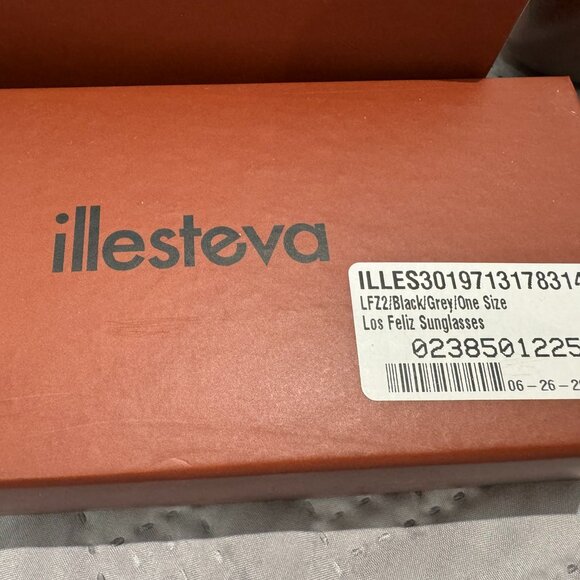 illesteva
ILLES3019713178314
LFZ2/Black/Grey/One Size
Los Feliz Sunglasses
0238501225
06-26-2